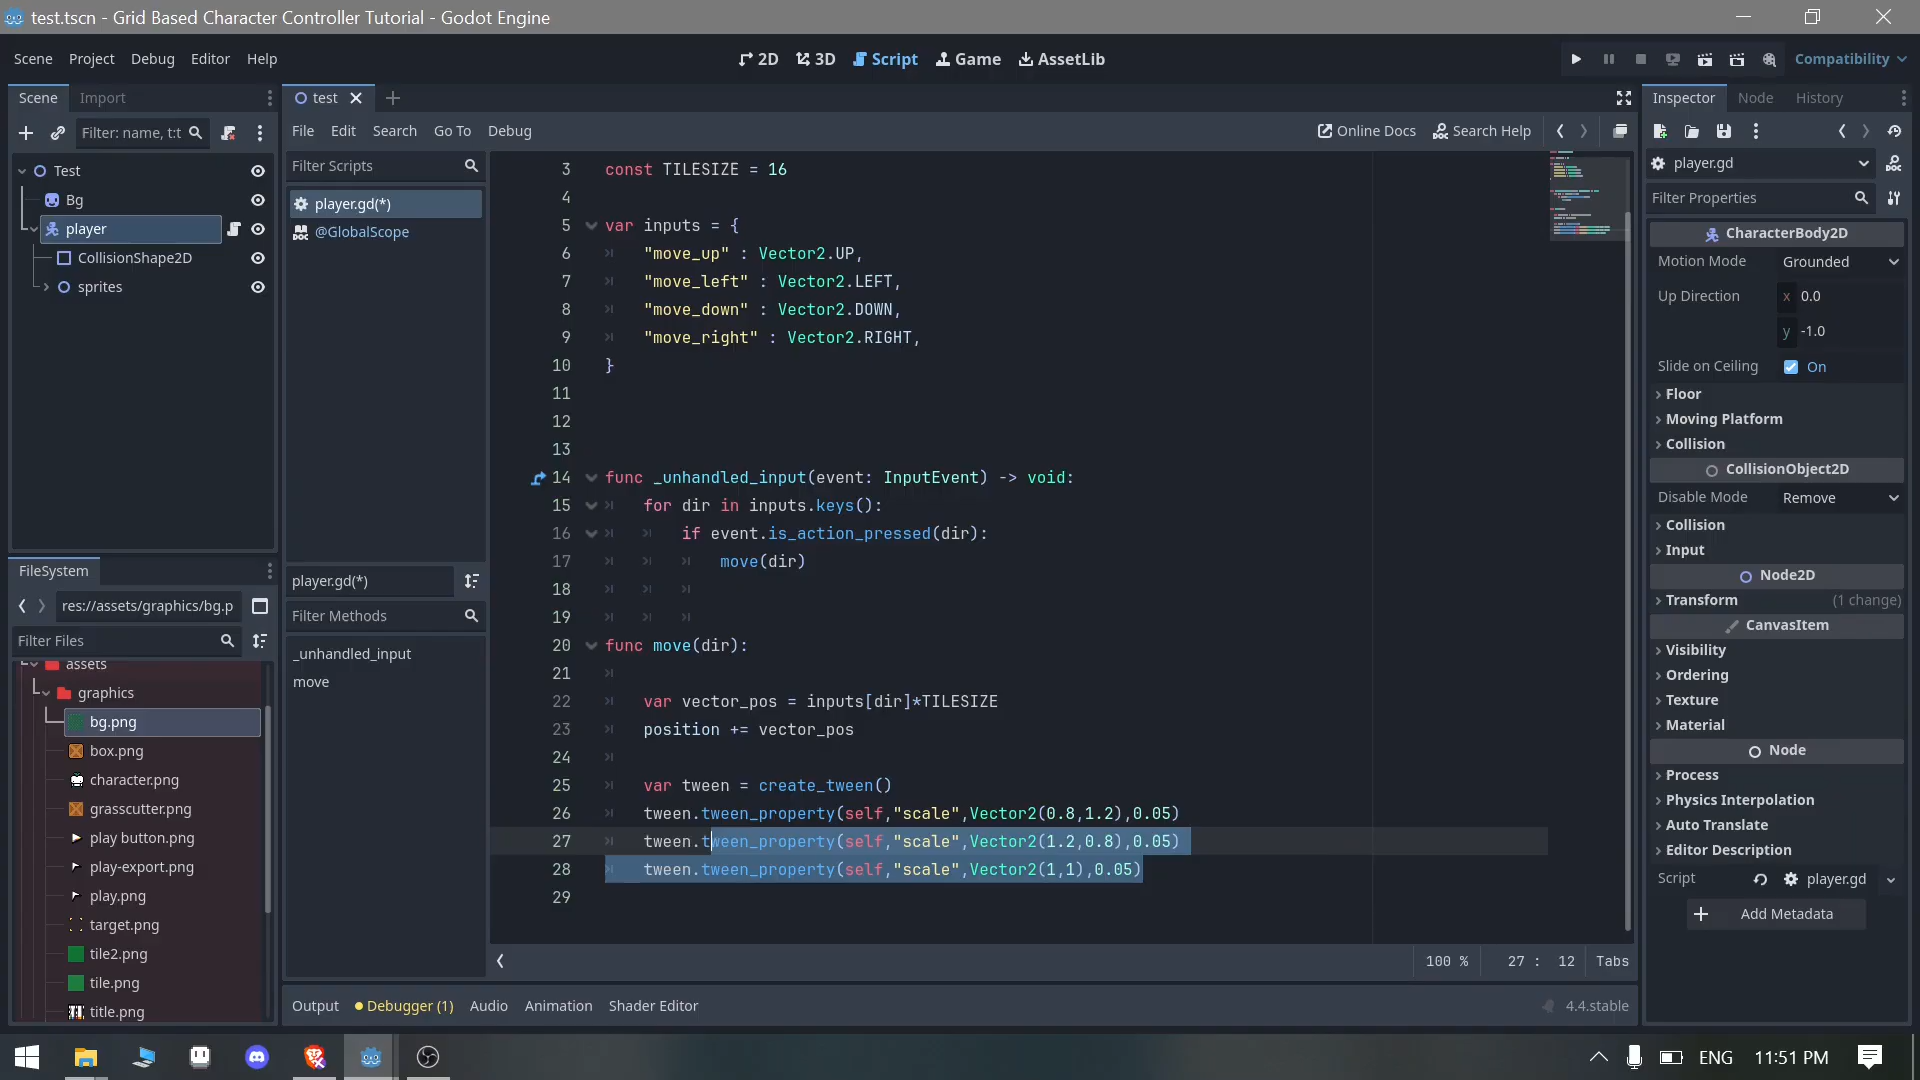 test.tscn - Grid Based Character Controller Tutorial - Godot Engine
Scene Project Debug Editor Help
2D 3D Script Game AssetLib
Compatibility
Scene Import
Filter: name, t:t
Test
Bg
player
CollisionShape2D
sprites
FileSystem
res://assets/graphics/bg.p
Filter Files
assets
graphics
bg.png
box.png
character.png
grasscutter.png
play button.png
play-export.png
play.png
target.png
tile2.png
tile.png
title.png
test
File Edit Search Go To Debug
Online Docs Search Help
Filter Scripts
player.gd(*)
@GlobalScope
player.gd(*)
Filter Methods
_unhandled_input
move
3 const TILESIZE = 16
4
5 var inputs = {
6 "move_up" : Vector2.UP,
7 "move_left" : Vector2.LEFT,
8 "move_down" : Vector2.DOWN,
9 "move_right" : Vector2.RIGHT,
10 }
11
12
13
14 func _unhandled_input(event: InputEvent) -> void:
15 for dir in inputs.keys():
16 if event.is_action_pressed(dir):
17 move(dir)
18
19
20 func move(dir):
21
22 var vector_pos = inputs[dir]*TILESIZE
23 position += vector_pos
24
25 var tween = create_tween()
26 tween.tween_property(self,"scale",Vector2(0.8,1.2),0.05)
27 tween.tween_property(self,"scale",Vector2(1.2,0.8),0.05)
28 tween.tween_property(self,"scale",Vector2(1,1),0.05)
29
100 % 27 : 12 Tabs
Output Debugger (1) Audio Animation Shader Editor
4.4.stable
Inspector Node History
player.gd
Filter Properties
CharacterBody2D
Motion Mode Grounded
Up Direction x 0.0
y -1.0
Slide on Ceiling On
Floor
Moving Platform
Collision
CollisionObject2D
Disable Mode Remove
Collision
Input
Node2D
Transform (1 change)
CanvasItem
Visibility
Ordering
Texture
Material
Node
Process
Physics Interpolation
Auto Translate
Editor Description
Script player.gd
Add Metadata
ENG 11:51 PM